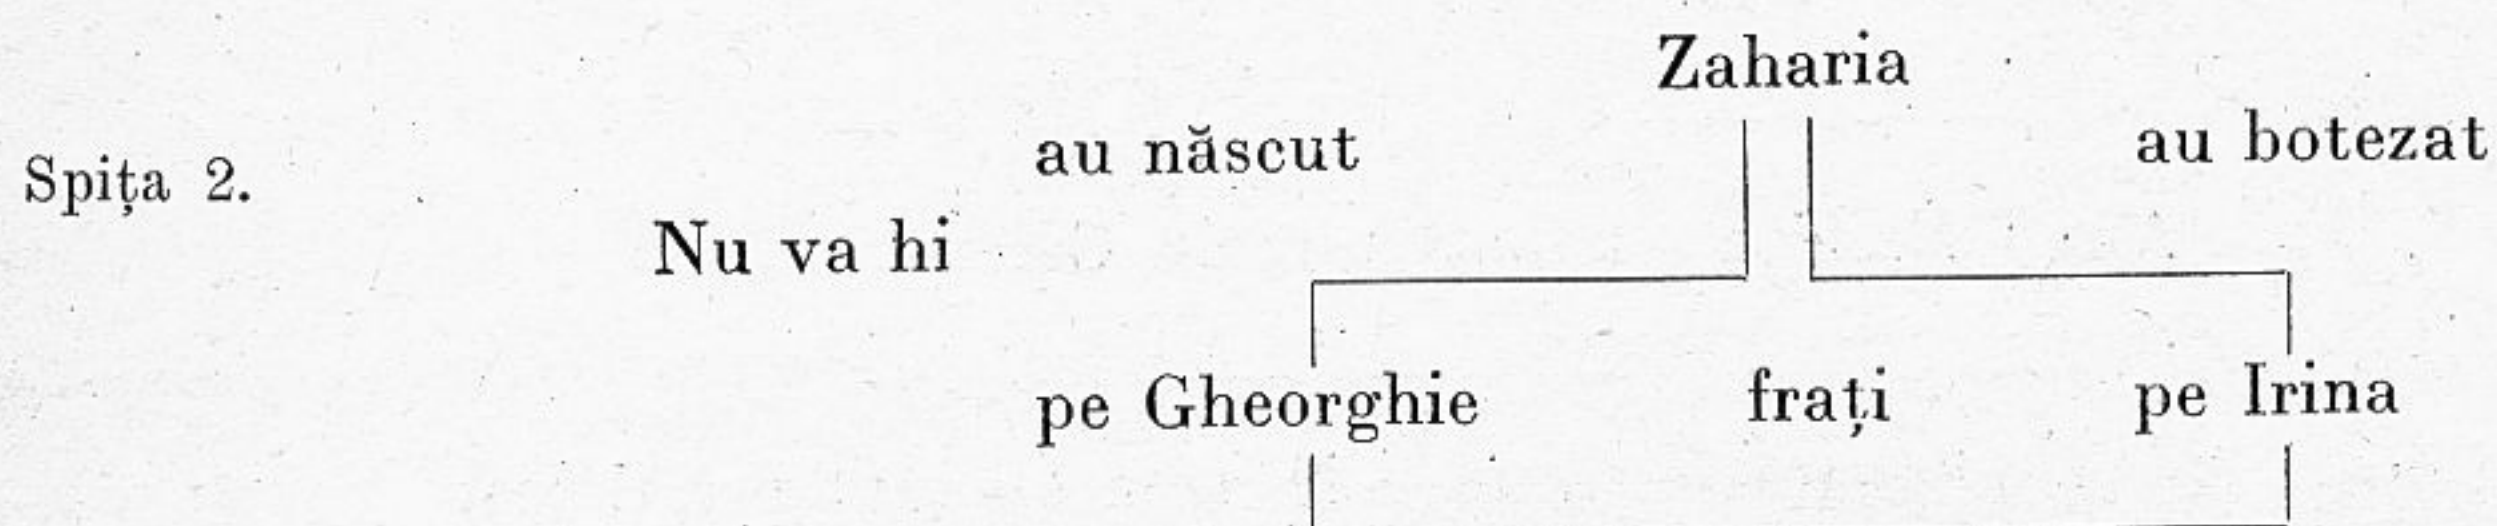 Zaharia
au născut
au botezat
Spița 2.
Nu va hi
pe Gheorghie frați pe Irina